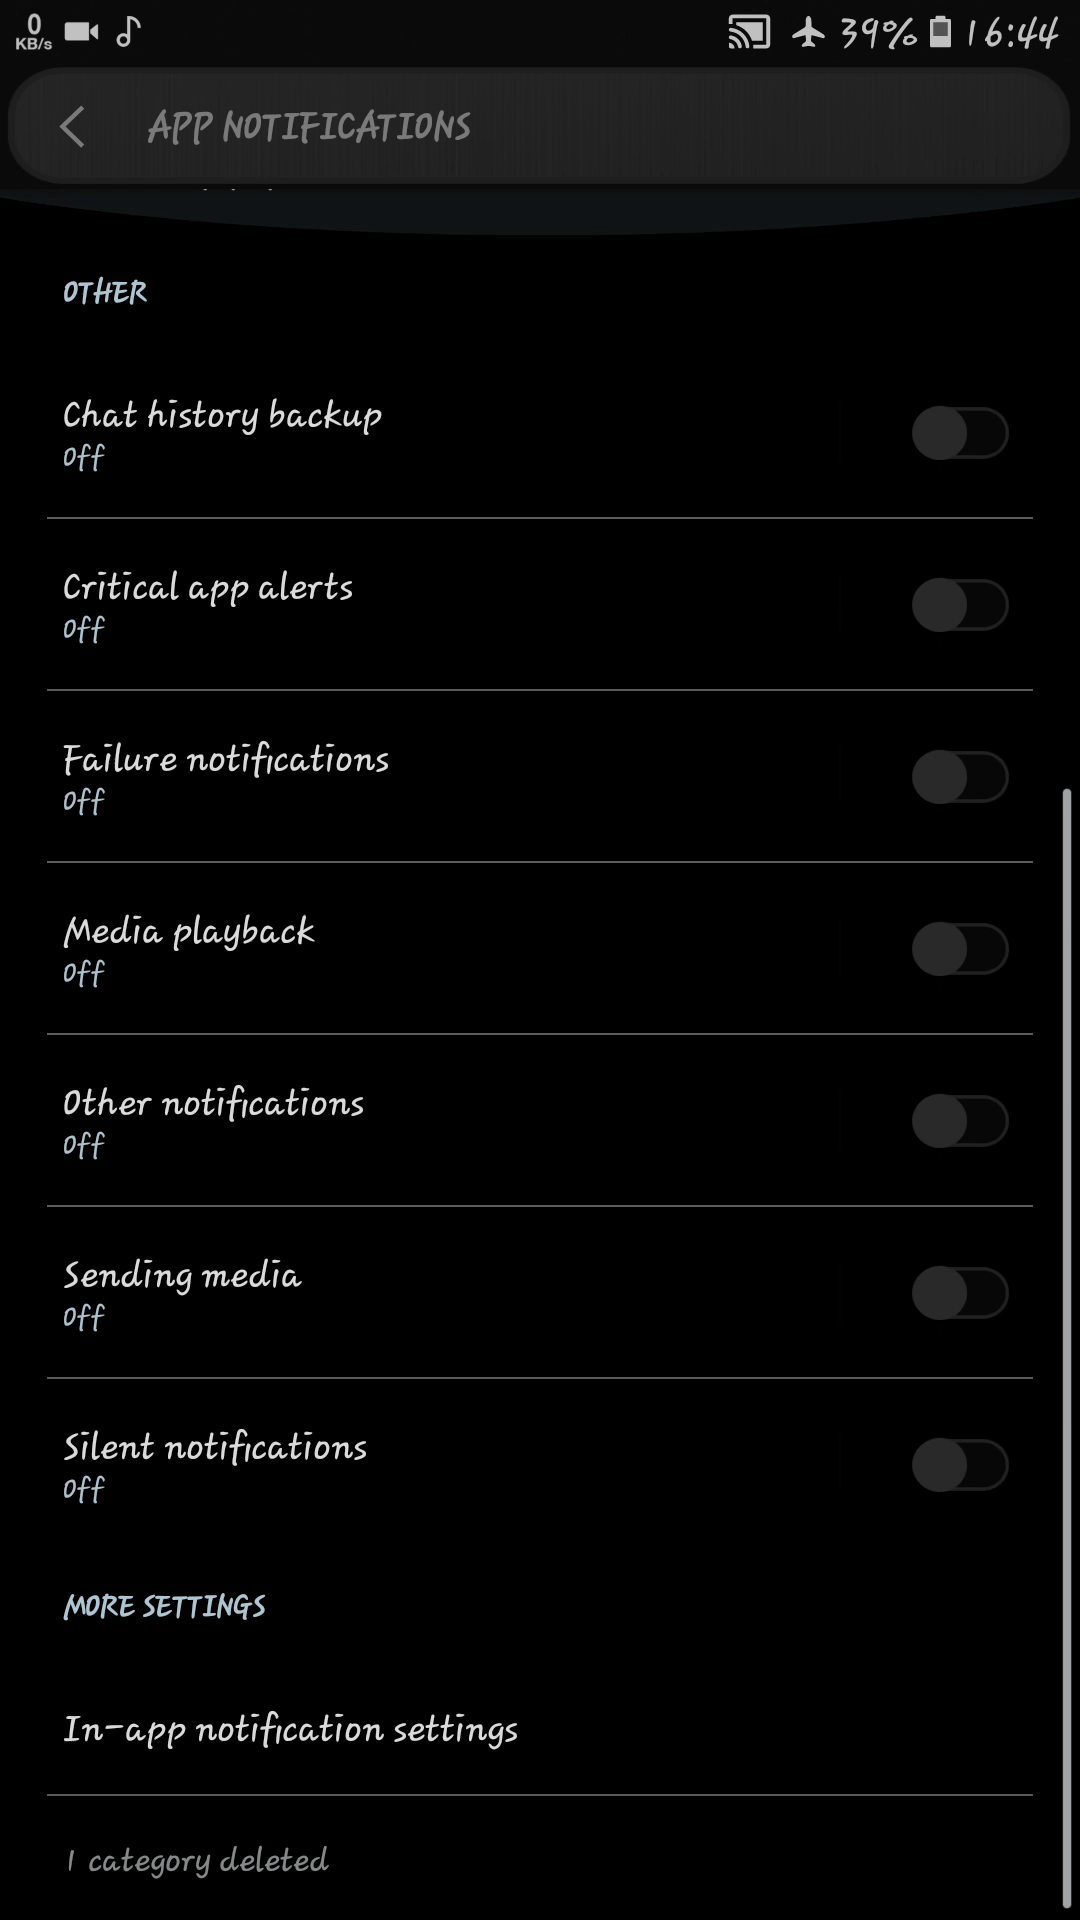 0
KB/s
39% 16:44
APP NOTIFICATIONS
OTHER
Chat history backup
Off
Critical app alerts
Off
Failure notifications
Off
Media playback
Off
Other notifications
Off
Sending media
Off
Silent notifications
Off
MORE SETTINGS
In-app notification settings
1 category deleted